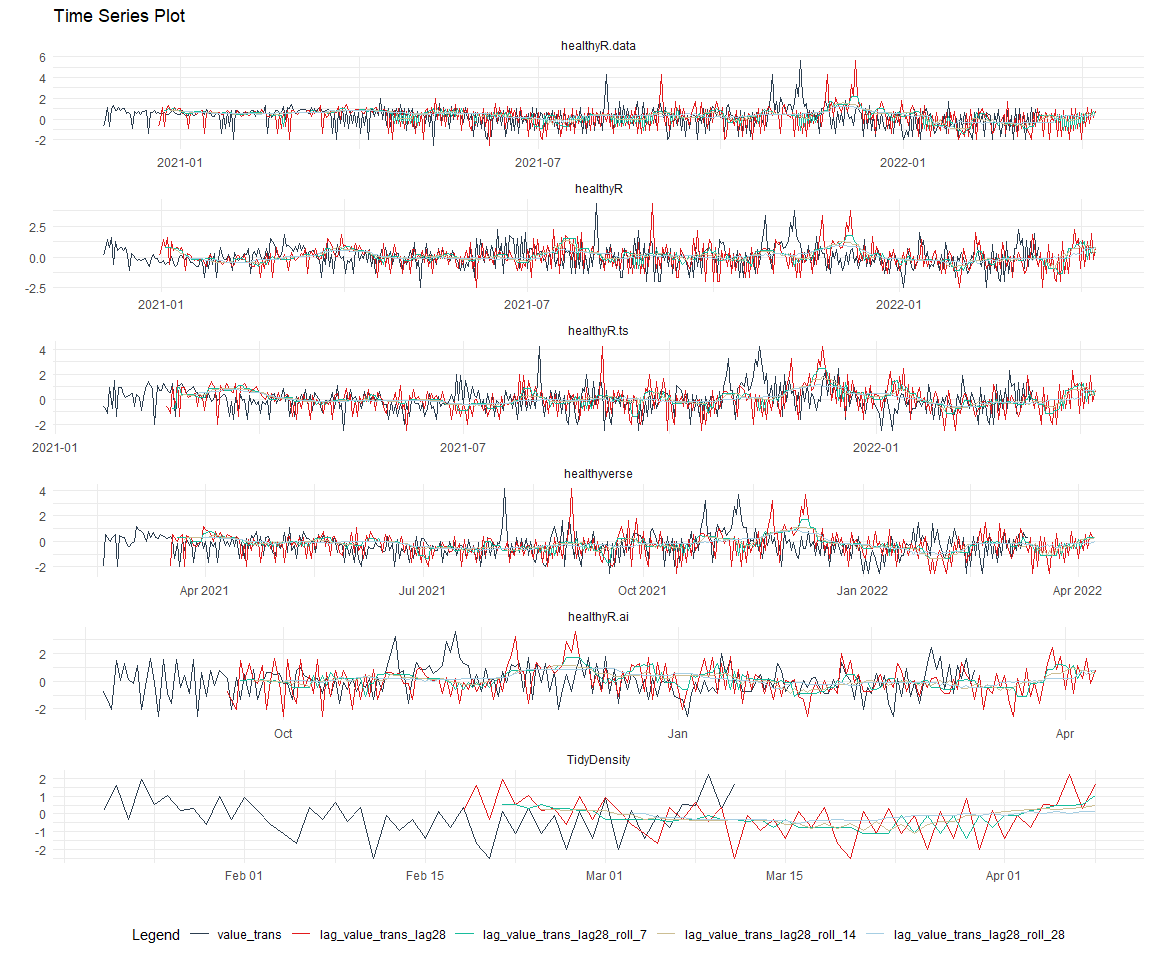 Time Series Plot
healthyR.data
6
4
2
0
-2
2021-01 2021-07 2022-01
healthyR
2.5
0.0
-2.5
2021-01 2021-07 2022-01
healthyR.ts
4
2
0
-2
2021-01 2021-07 2022-01
healthyverse
4
2
0
-2
Apr 2021 Jul 2021 Oct 2021 Jan 2022 Apr 2022
healthyR.ai
2
0
-2
Oct Jan Apr
TidyDensity
2
1
0
-1
-2
Feb 01 Feb 15 Mar 01 Mar 15 Apr 01
Legend value_trans lag_value_trans_lag28 lag_value_trans_lag28_roll_7 lag_value_trans_lag28_roll_14 lag_value_trans_lag28_roll_28